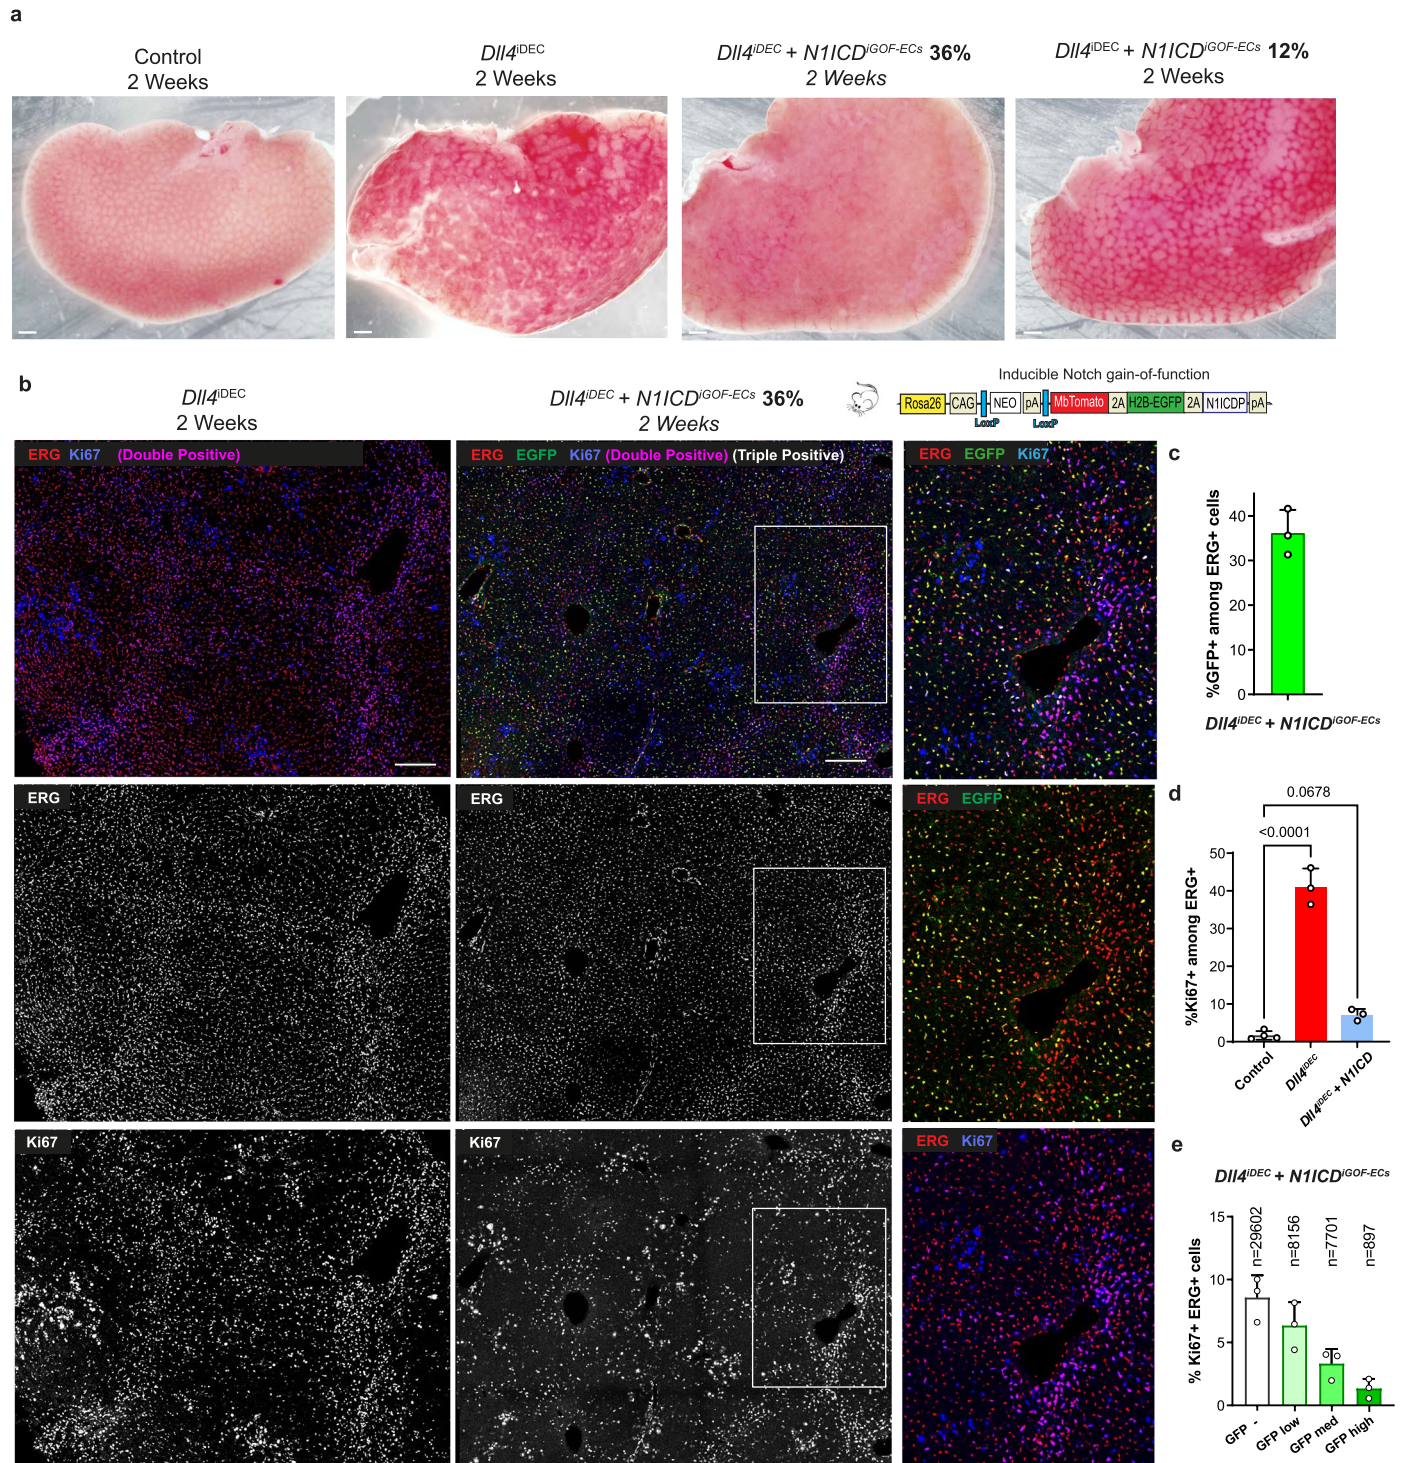 a
Control
2 Weeks
Dll4iDEC
2 Weeks
Dll4iDEC + N1ICDiGOF-ECs 36%
2 Weeks
Dll4iDEC + N1ICDiGOF-ECs 12%
2 Weeks
b
Dll4iDEC
2 Weeks
Dll4iDEC + N1ICDiGOF-ECs 36%
2 Weeks
Inducible Notch gain-of-function
Rosa26 CAG NEO pA MbTomato 2A H2B-EGFP 2A N1ICDP pA
LoxP LoxP
ERG Ki67 (Double Positive)
ERG EGFP Ki67 (Double Positive) (Triple Positive)
ERG EGFP Ki67
ERG
ERG
ERG EGFP
Ki67
Ki67
ERG Ki67
c
%GFP+ among ERG+ cells
40
30
20
10
0
Dll4iDEC + N1ICDiGOF-ECs
d
0.0678
<0.0001
%Ki67+ among ERG+
50
40
30
20
10
0
Control
Dll4iDEC
Dll4iDEC + N1ICD
e
Dll4iDEC + N1ICDiGOF-ECs
% Ki67+ ERG+ cells
15
10
5
0
n=29602
n=8156
n=7701
n=897
GFP -
GFP low
GFP med
GFP high